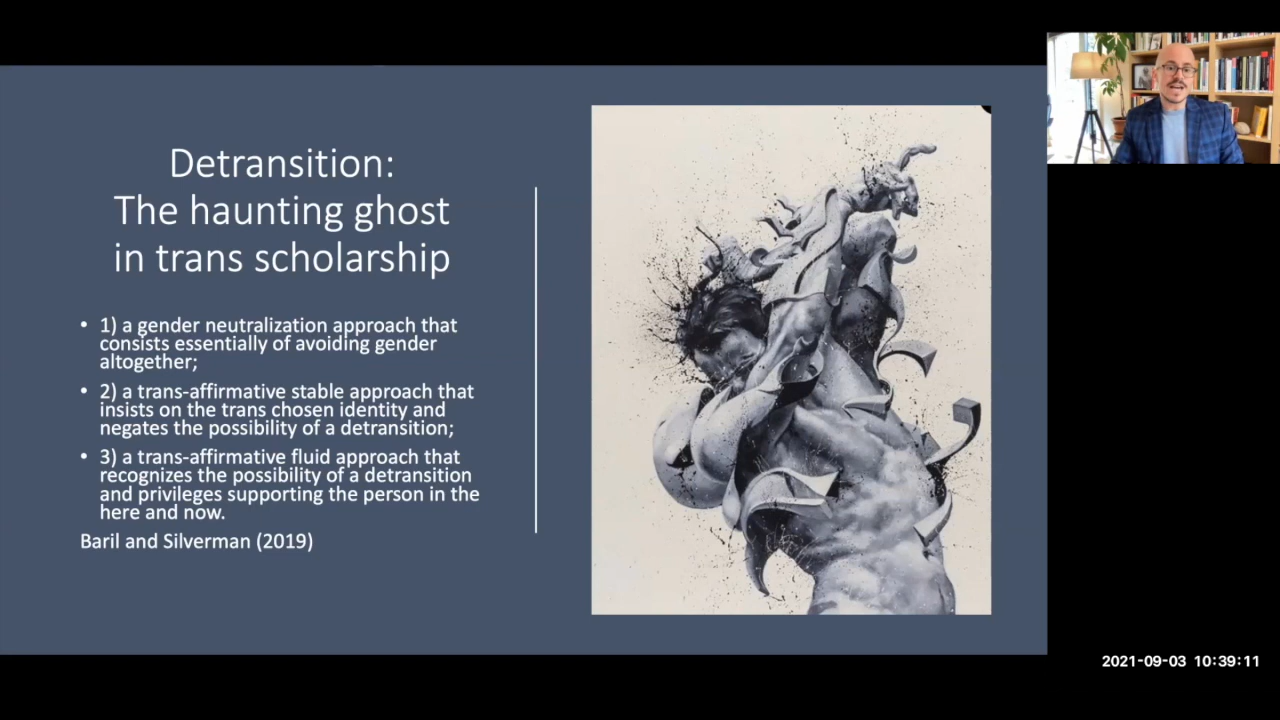 Detransition:
The haunting ghost
in trans scholarship
• 1) a gender neutralization approach that
consists essentially of avoiding gender
altogether;
• 2) a trans-affirmative stable approach that
insists on the trans chosen identity and
negates the possibility of a detransition;
• 3) a trans-affirmative fluid approach that
recognizes the possibility of a detransition
and privileges supporting the person in the
here and now.
Baril and Silverman (2019)
2021-09-03 10:39:11